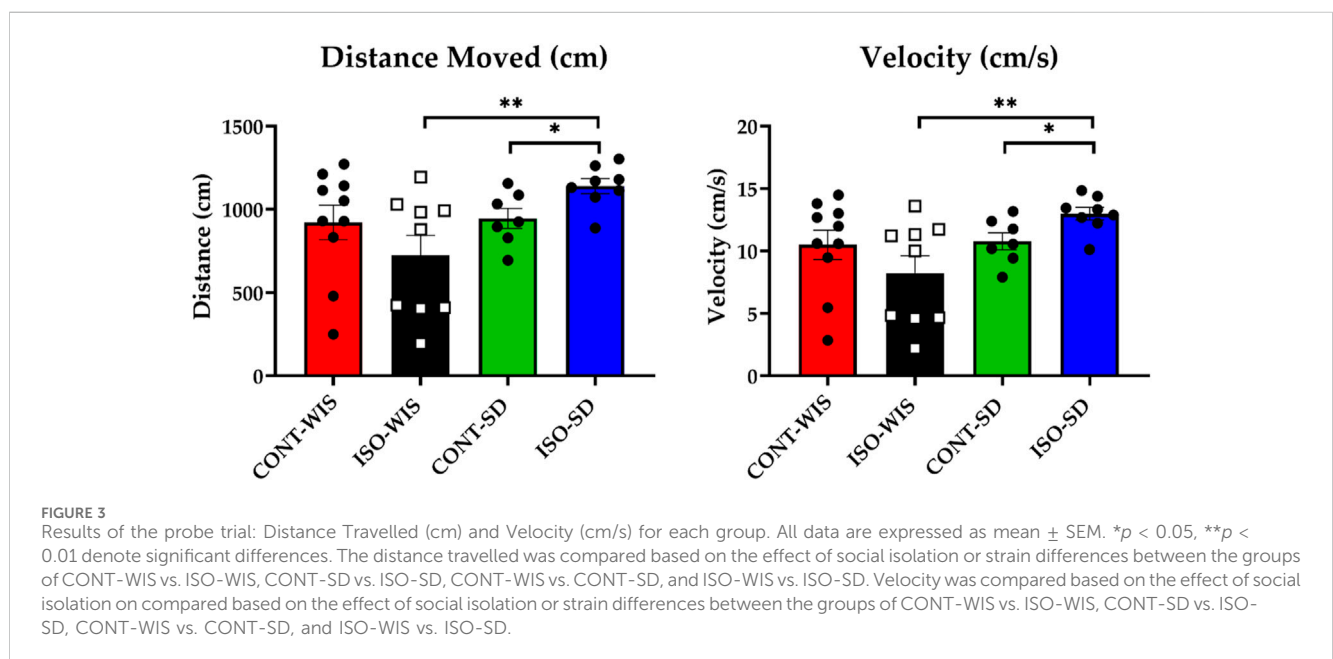 Distance Moved (cm)
**
*
1500
1000
500
0
Distance (cm)
CONT-WIS
ISO-WIS
CONT-SD
ISO-SD
Velocity (cm/s)
**
*
20
15
10
5
0
Velocity (cm/s)
CONT-WIS
ISO-WIS
CONT-SD
ISO-SD
FIGURE 3
Results of the probe trial: Distance Travelled (cm) and Velocity (cm/s) for each group. All data are expressed as mean ± SEM. *p < 0.05, **p <
0.01 denote significant differences. The distance travelled was compared based on the effect of social isolation or strain differences between the groups
of CONT-WIS vs. ISO-WIS, CONT-SD vs. ISO-SD, CONT-WIS vs. CONT-SD, and ISO-WIS vs. ISO-SD. Velocity was compared based on the effect of social
isolation on compared based on the effect of social isolation or strain differences between the groups of CONT-WIS vs. ISO-WIS, CONT-SD vs. ISO-
SD, CONT-WIS vs. CONT-SD, and ISO-WIS vs. ISO-SD.